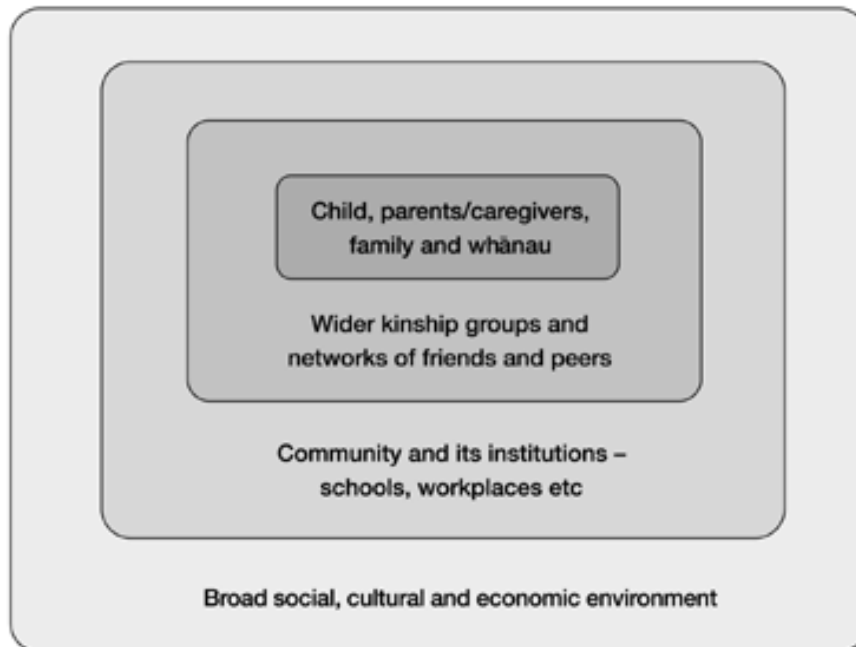 Child, parents/caregivers,
family and whānau
Wider kinship groups and
networks of friends and peers
Community and its institutions –
schools, workplaces etc
Broad social, cultural and economic environment